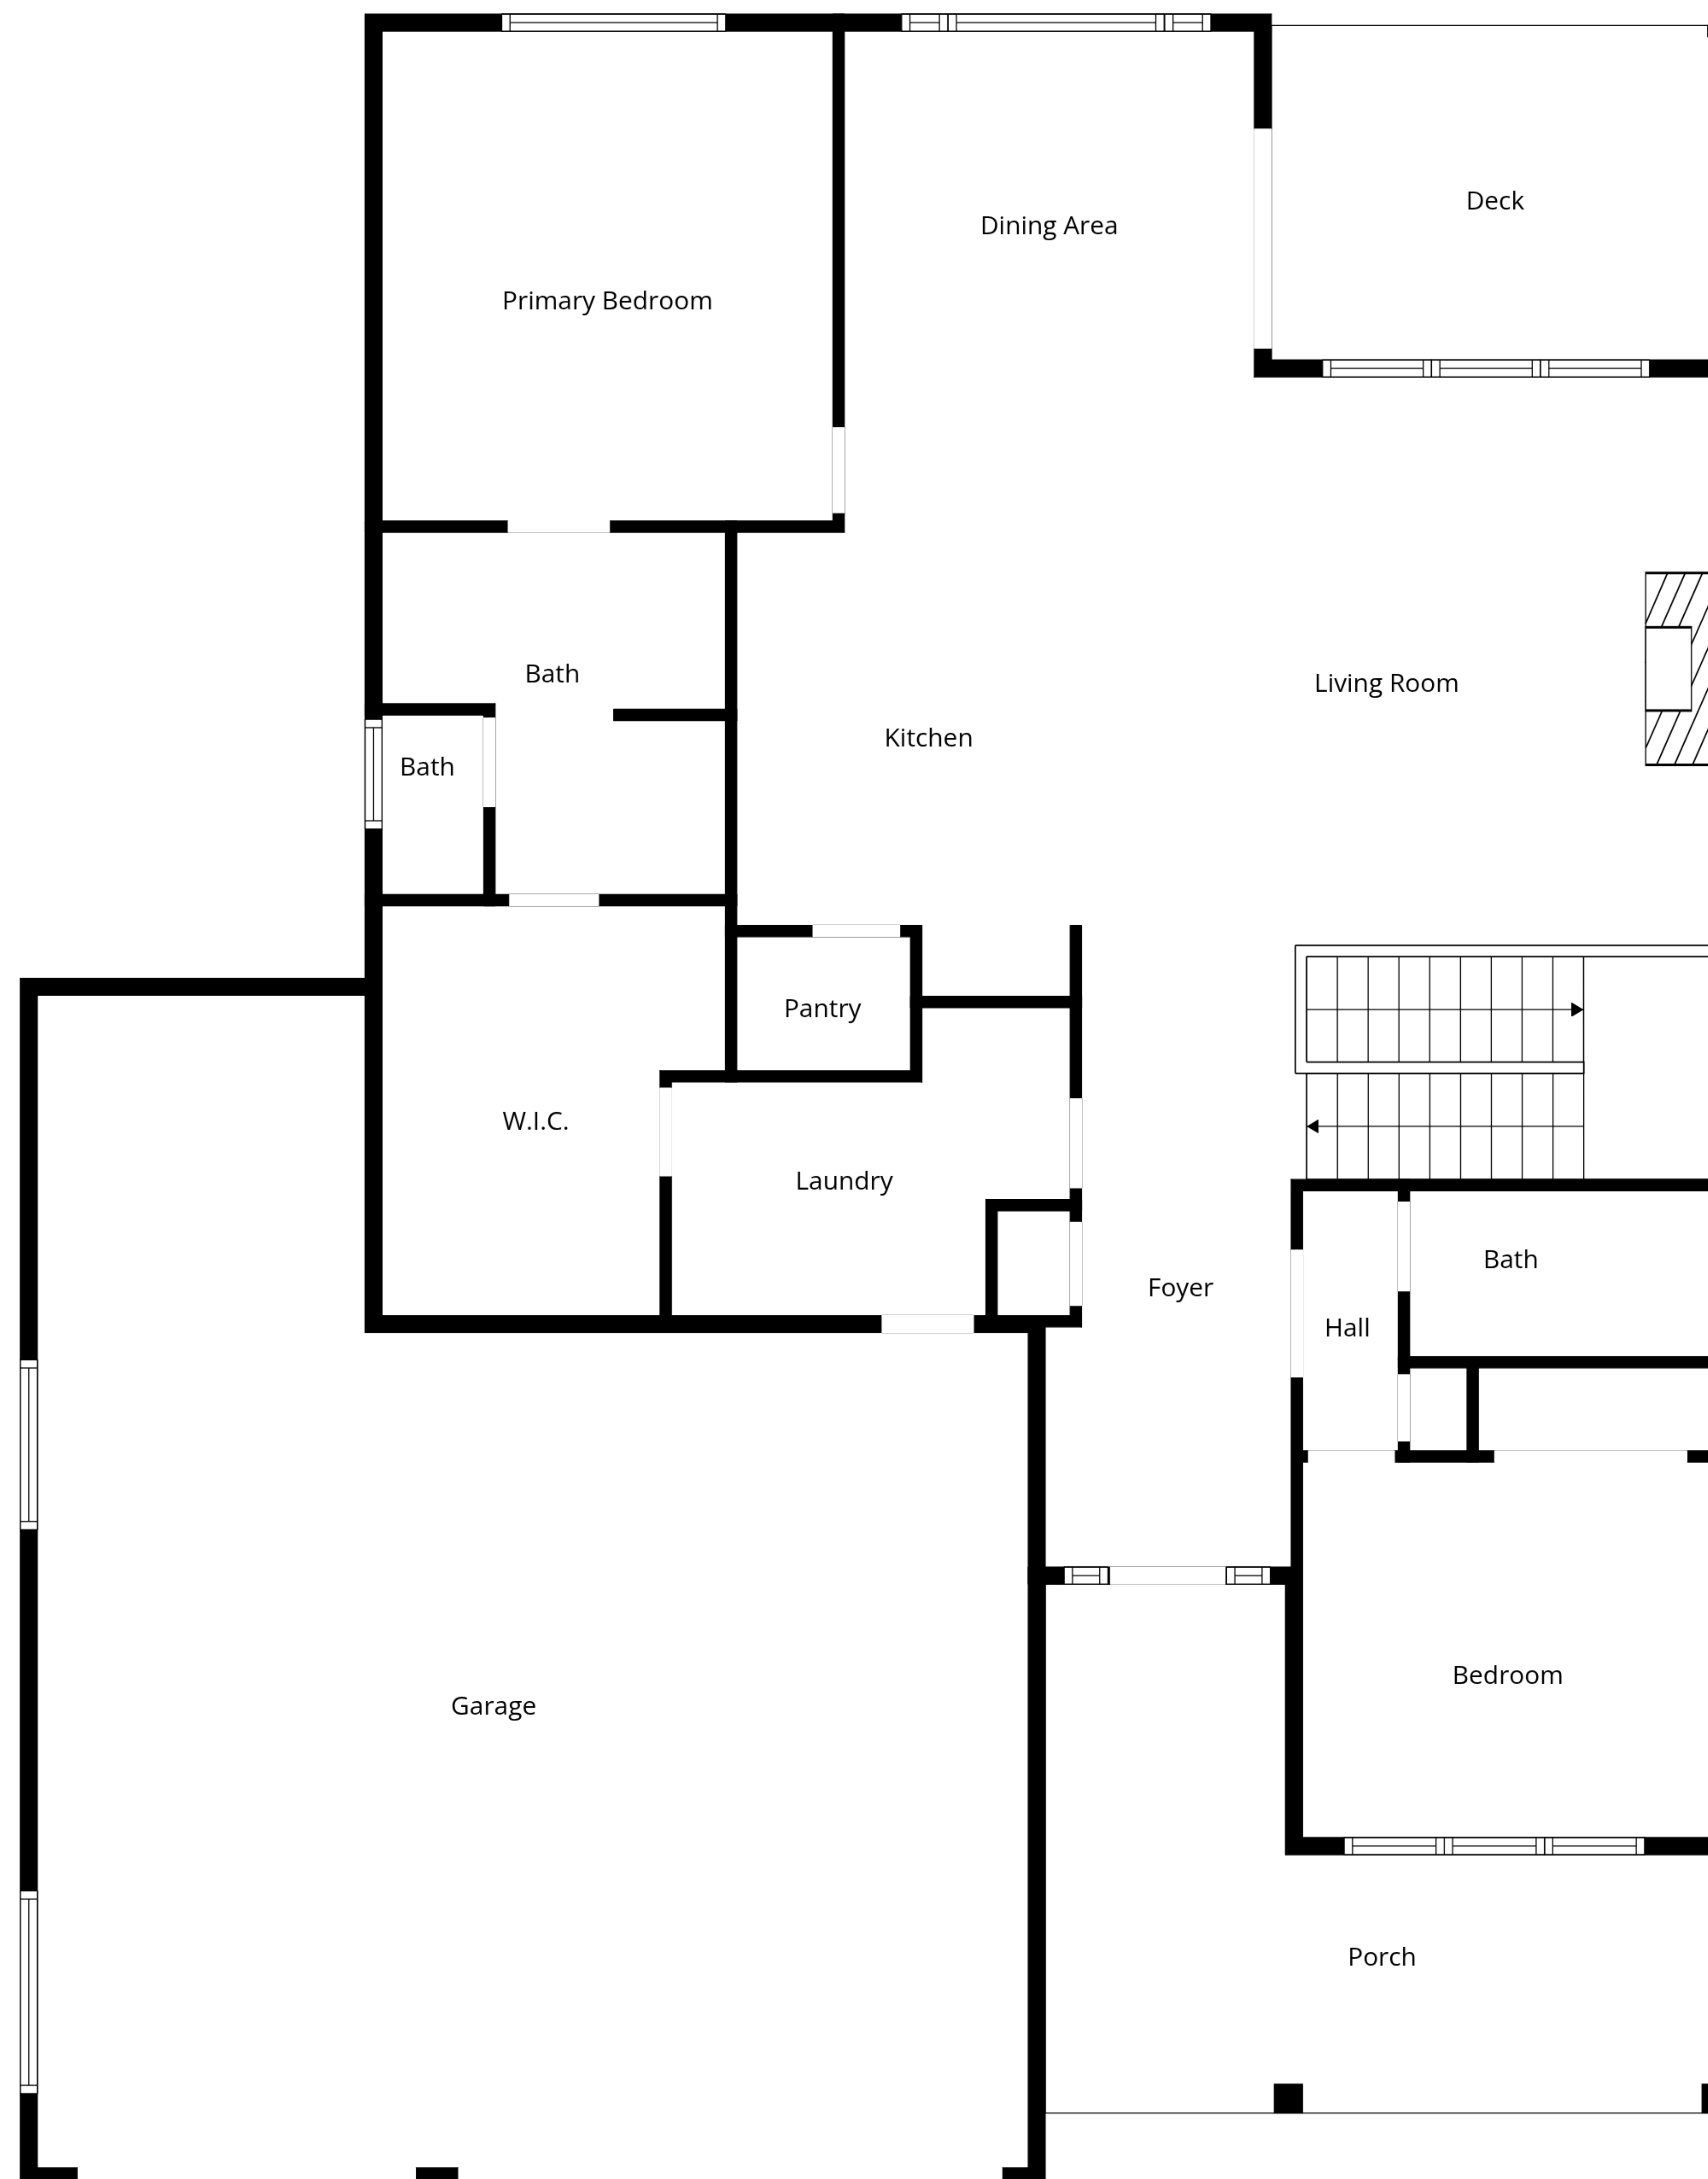 Deck
Dining Area
Primary Bedroom
Bath
Living Room
Kitchen
Bath
Pantry
W.I.C.
Laundry
Bath
Foyer
Hall
Bedroom
Garage
Porch